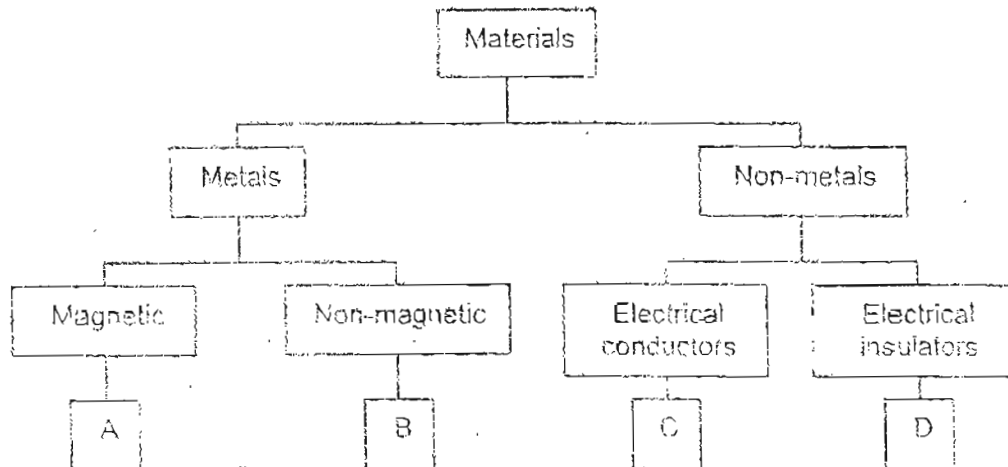 Materials
Metals
Non-metals
Magnetic
Non-magnetic
Electrical
conductors
Electrical
insulators
A
B
C
D